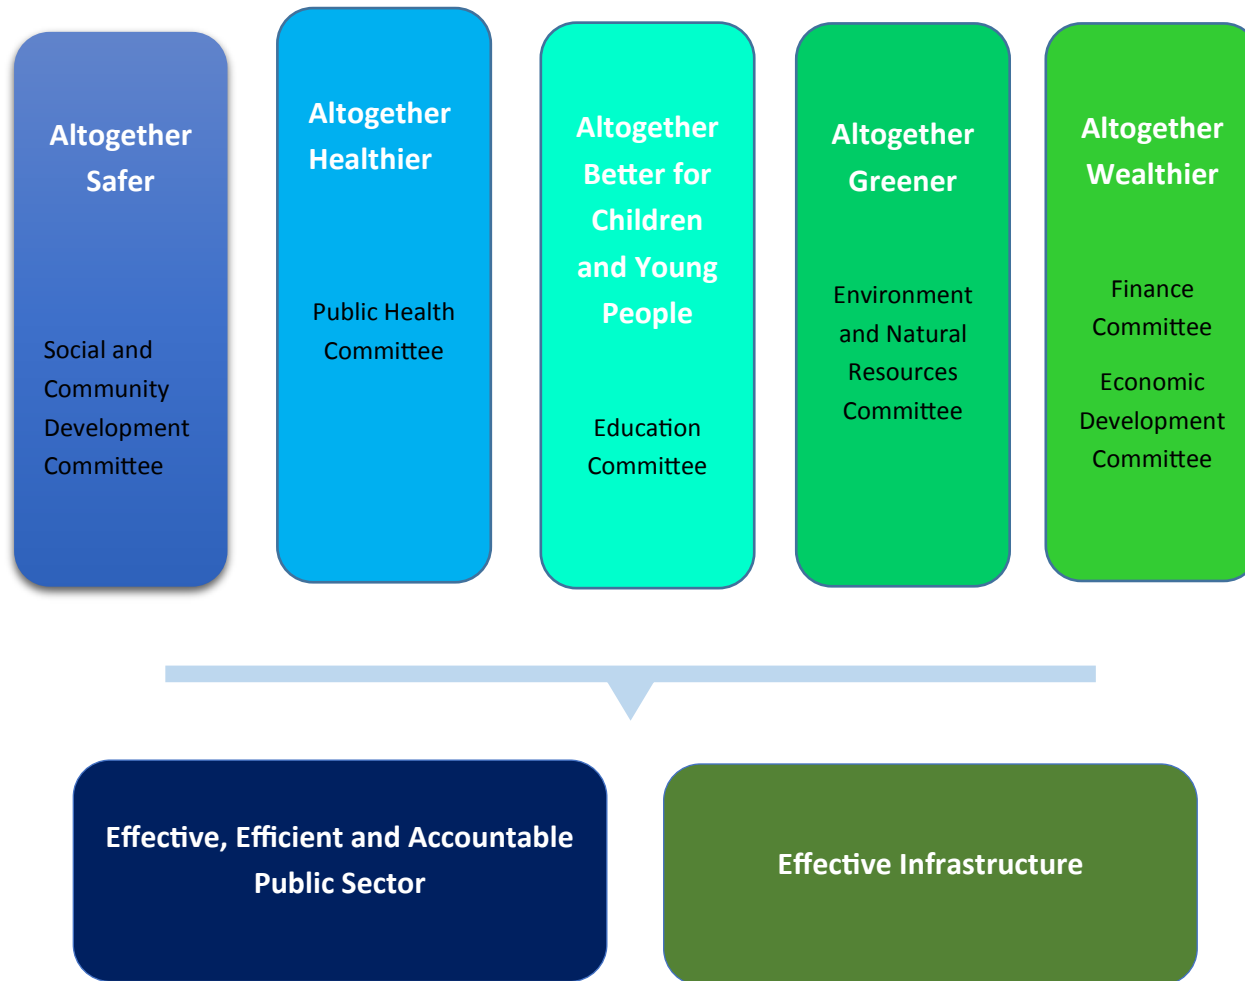 Altogether
Safer
Social and
Community
Development
Committee
Altogether
Healthier
Public Health
Committee
Altogether
Better for
Children
and Young
People
Education
Committee
Altogether
Greener
Environment
and Natural
Resources
Committee
Altogether
Wealthier
Finance
Committee
Economic
Development
Committee
Effective, Efficient and Accountable
Public Sector
Effective Infrastructure